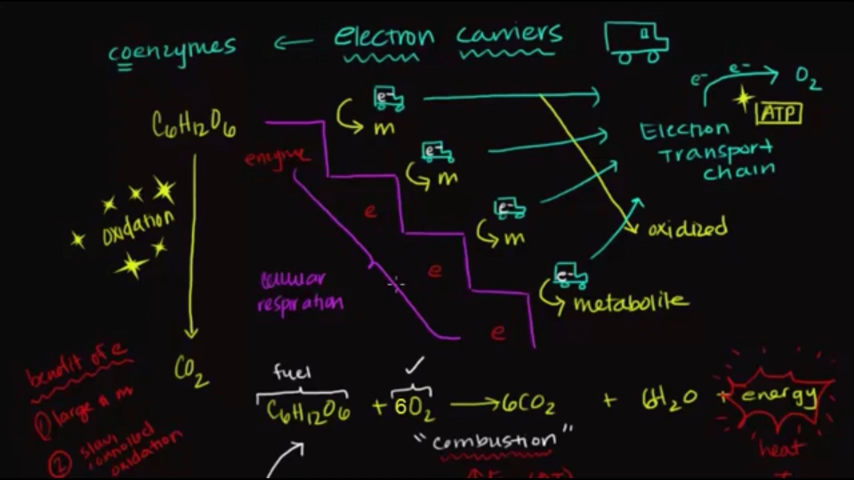 coenzymes ← electron carriers
e- e- → O2
ATP
C6H12O6
e-
m
Electron
Transport
chain
enzyme
e-
m
e
e-
m
oxidation
oxidized
cellular
respiration
e
e-
metabolite
e
CO2
benefit of e
① large # m
② slow
controlled
oxidation
fuel ✓
C6H12O6 + 6O2 → 6CO2 + 6H2O + energy
"combustion"
heat
+